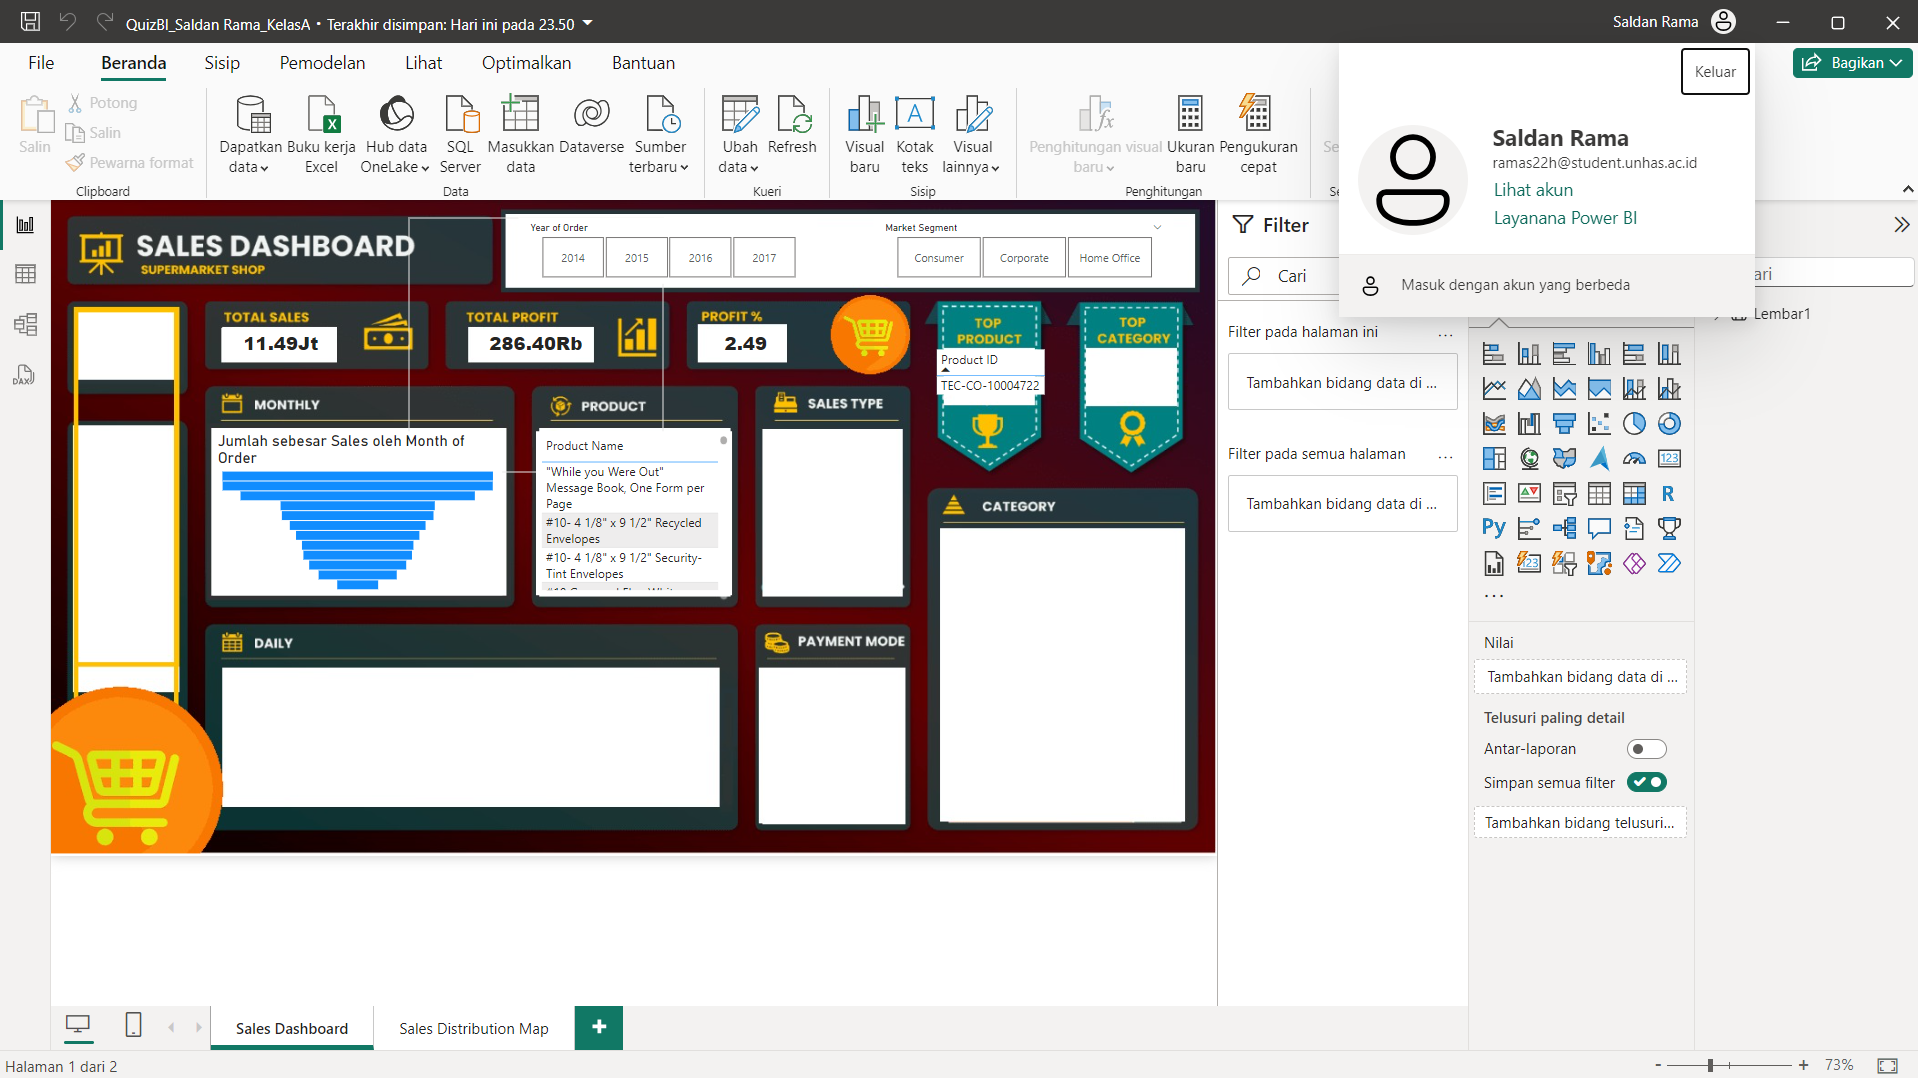 QuizBI_Saldan Rama_KelasA • Terakhir disimpan: Hari ini pada 23.50
Saldan Rama
File
Beranda
Sisip
Pemodelan
Lihat
Optimalkan
Bantuan
Bagikan
Keluar
Salin
Potong
Salin
Pewarna format
Clipboard
Dapatkan data
Buku kerja Excel
Hub data OneLake
SQL Server
Masukkan data
Dataverse
Sumber terbaru
Data
Ubah data
Refresh
Kueri
Visual baru
Kotak teks
Visual lainnya
Sisip
Penghitungan visual baru
Ukuran baru
Pengukuran cepat
Penghitungan
Se
Se
Saldan Rama
ramas22h@student.unhas.ac.id
Lihat akun
Layanana Power BI
Masuk dengan akun yang berbeda
SALES DASHBOARD
SUPERMARKET SHOP
Year of Order
2014
2015
2016
2017
Market Segment
Consumer
Corporate
Home Office
TOTAL SALES
11.49Jt
TOTAL PROFIT
286.40Rb
PROFIT %
2.49
TOP
PRODUCT
Product ID
TEC-CO-10004722
TOP
CATEGORY
MONTHLY
Jumlah sebesar Sales oleh Month of
Order
PRODUCT
Product Name
"While you Were Out"
Message Book, One Form per
Page
#10- 4 1/8" x 9 1/2" Recycled
Envelopes
#10- 4 1/8" x 9 1/2" Security-
Tint Envelopes
SALES TYPE
CATEGORY
DAILY
PAYMENT MODE
Filter
Cari
Filter pada halaman ini
...
Tambahkan bidang data di ...
Filter pada semua halaman
...
Tambahkan bidang data di ...
ari
Lembar1
123
R
Py
123
...
Nilai
Tambahkan bidang data di ...
Telusuri paling detail
Antar-laporan
Simpan semua filter
Tambahkan bidang telusuri...
DAX
Sales Dashboard
Sales Distribution Map
+
Halaman 1 dari 2
- + 73%